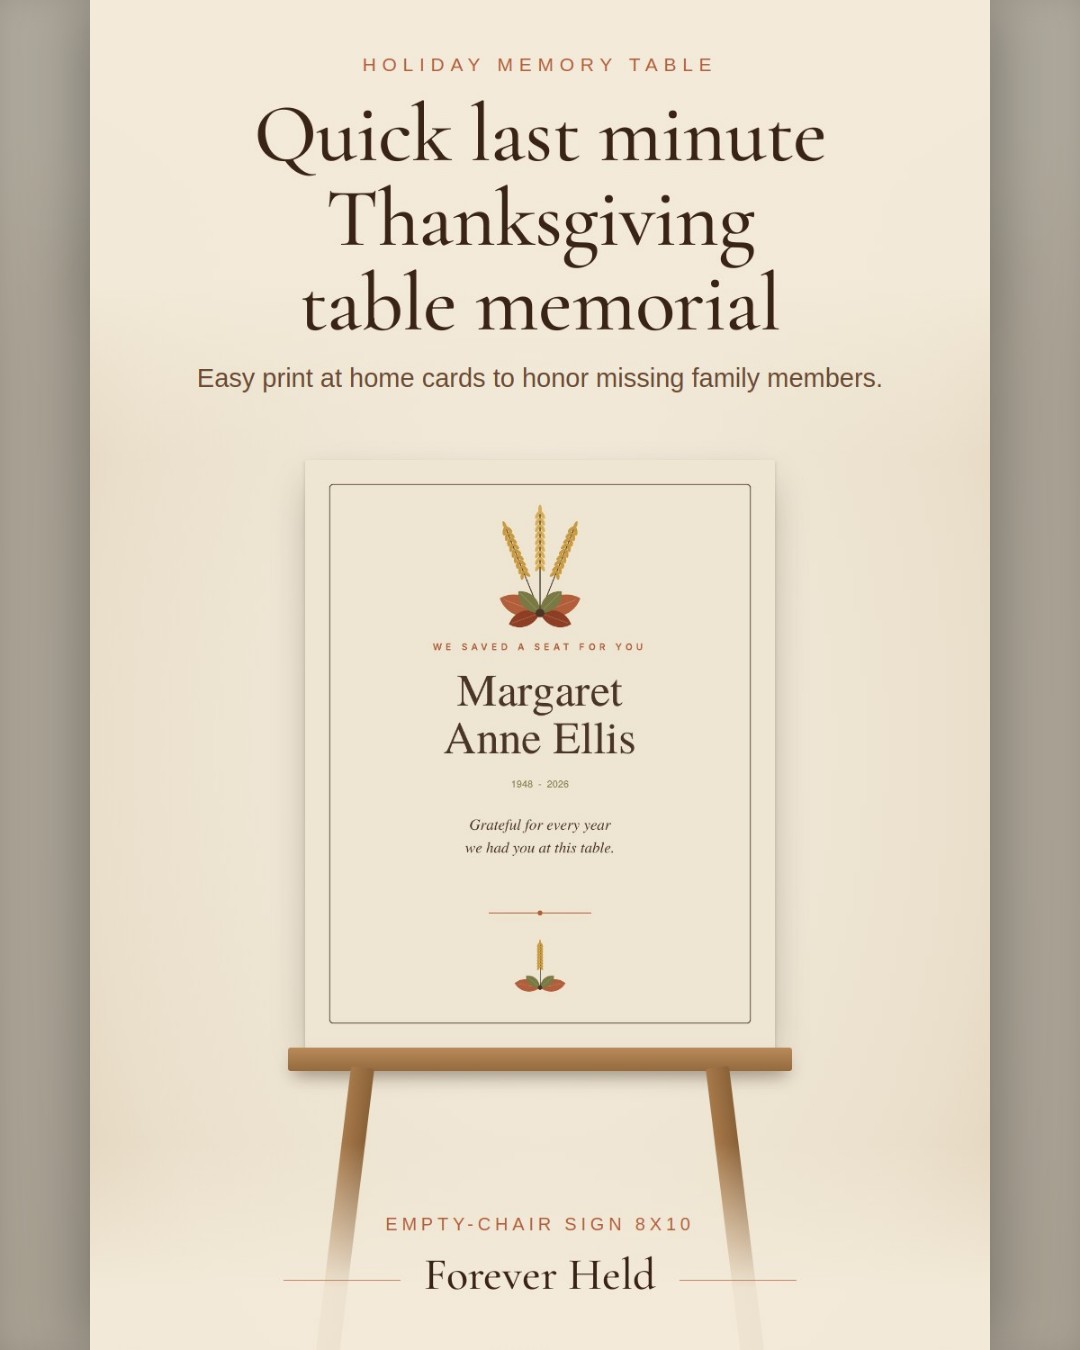 HOLIDAY MEMORY TABLE
Quick last minute
Thanksgiving
table memorial
Easy print at home cards to honor missing family members.
WE SAVED A SEAT FOR YOU
Margaret
Anne Ellis
1948 - 2026
Grateful for every year
we had you at this table.
EMPTY-CHAIR SIGN 8X10
Forever Held